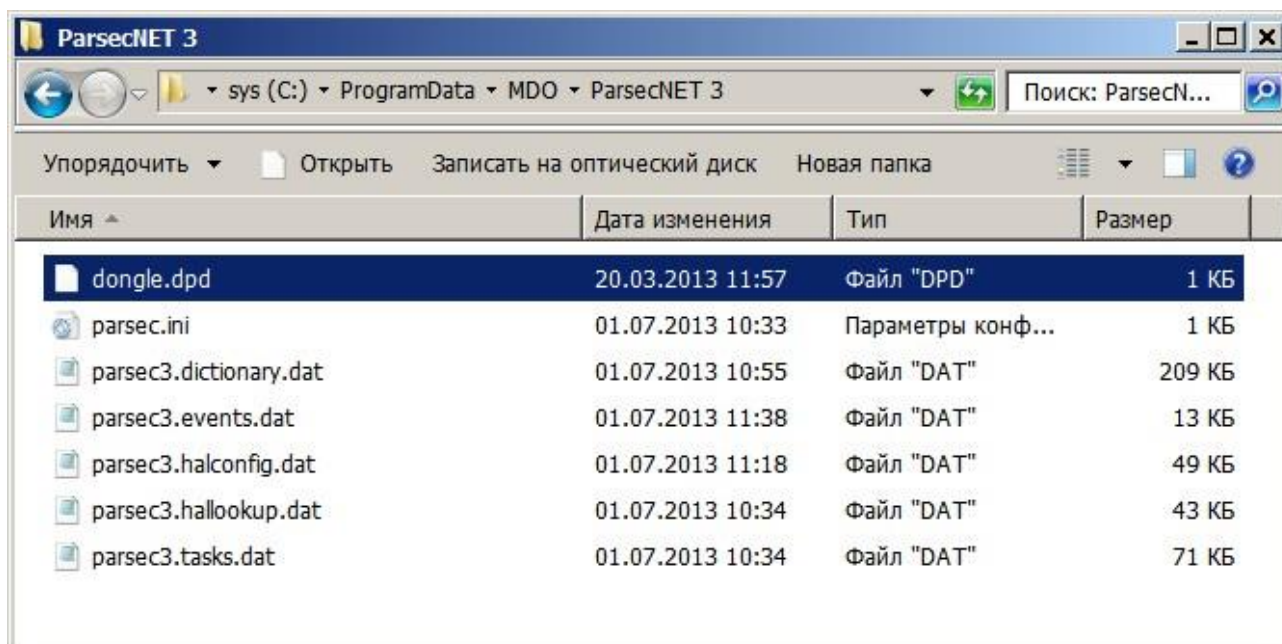 ParsecNET 3
sys (C:) ProgramData MDO ParsecNET 3 Поиск: ParsecN...
Упорядочить Открыть Записать на оптический диск Новая папка
Имя Дата изменения Тип Размер
dongle.dpd 20.03.2013 11:57 Файл "DPD" 1 КБ
parsec.ini 01.07.2013 10:33 Параметры конф... 1 КБ
parsec3.dictionary.dat 01.07.2013 10:55 Файл "DAT" 209 КБ
parsec3.events.dat 01.07.2013 11:38 Файл "DAT" 13 КБ
parsec3.halconfig.dat 01.07.2013 11:18 Файл "DAT" 49 КБ
parsec3.hallookup.dat 01.07.2013 10:34 Файл "DAT" 43 КБ
parsec3.tasks.dat 01.07.2013 10:34 Файл "DAT" 71 КБ